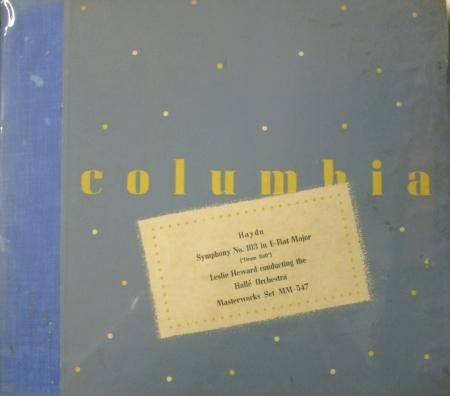 columbia
Haydn
Symphony No. 103 in E-Flat Major
("Drum Roll")
Leslie Heward conducting the
Hallé Orchestra
Masterworks Set MM-547